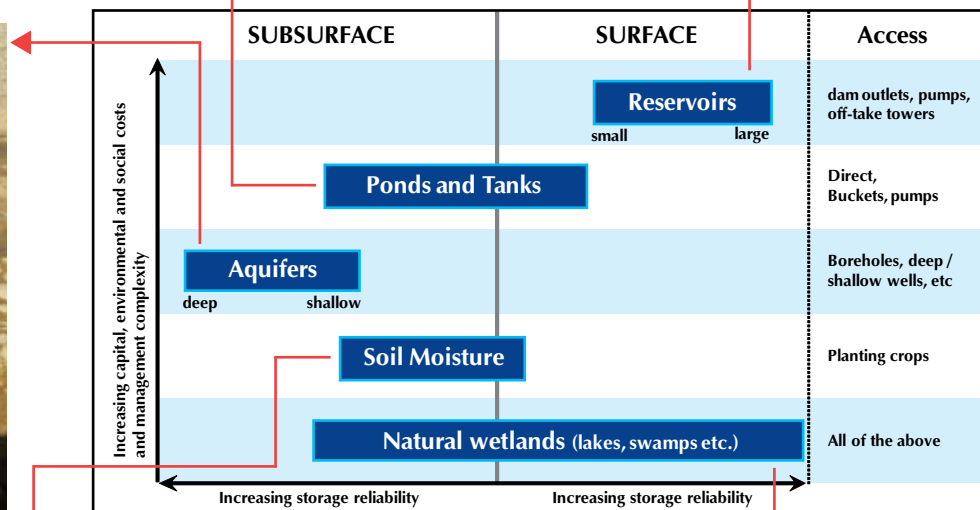 SUBSURFACE
SURFACE
Access
Reservoirs
small
large
dam outlets, pumps,
off-take towers
Ponds and Tanks
Direct,
Buckets, pumps
Aquifers
deep
shallow
Boreholes, deep /
shallow wells, etc
Soil Moisture
Planting crops
Natural wetlands (lakes, swamps etc.)
All of the above
Increasing capital, environmental and social costs
and management complexity
Increasing storage reliability
Increasing storage reliability